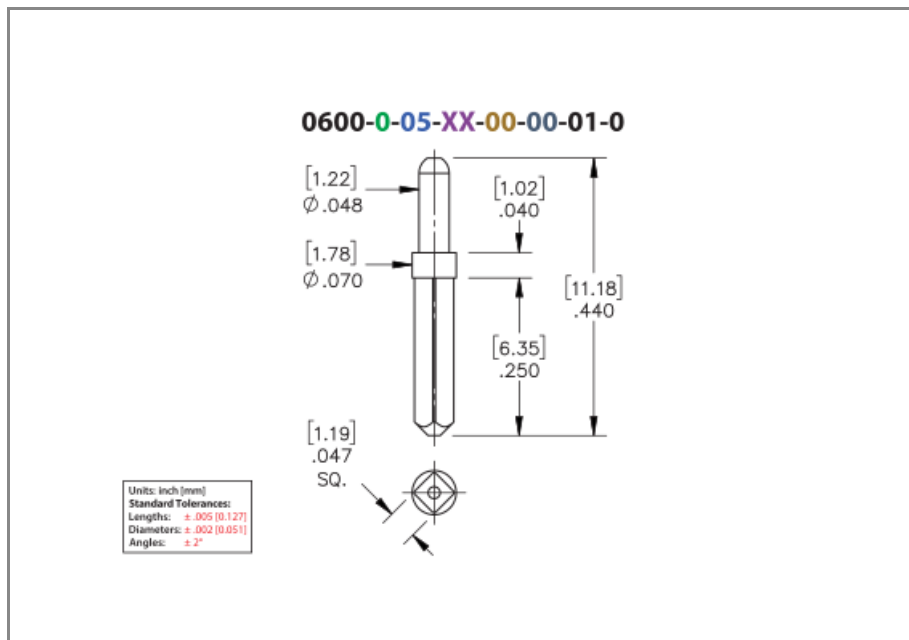 0600-0-05-XX-00-00-01-0
[1.22]
Ø.048
[1.02]
.040
[1.78]
Ø.070
[11.18]
.440
[6.35]
.250
[1.19]
.047
SQ.
Units: inch [mm]
Standard Tolerances:
Lengths: ± .005 [0.127]
Diameters: ± .002 [0.051]
Angles: ± 2°